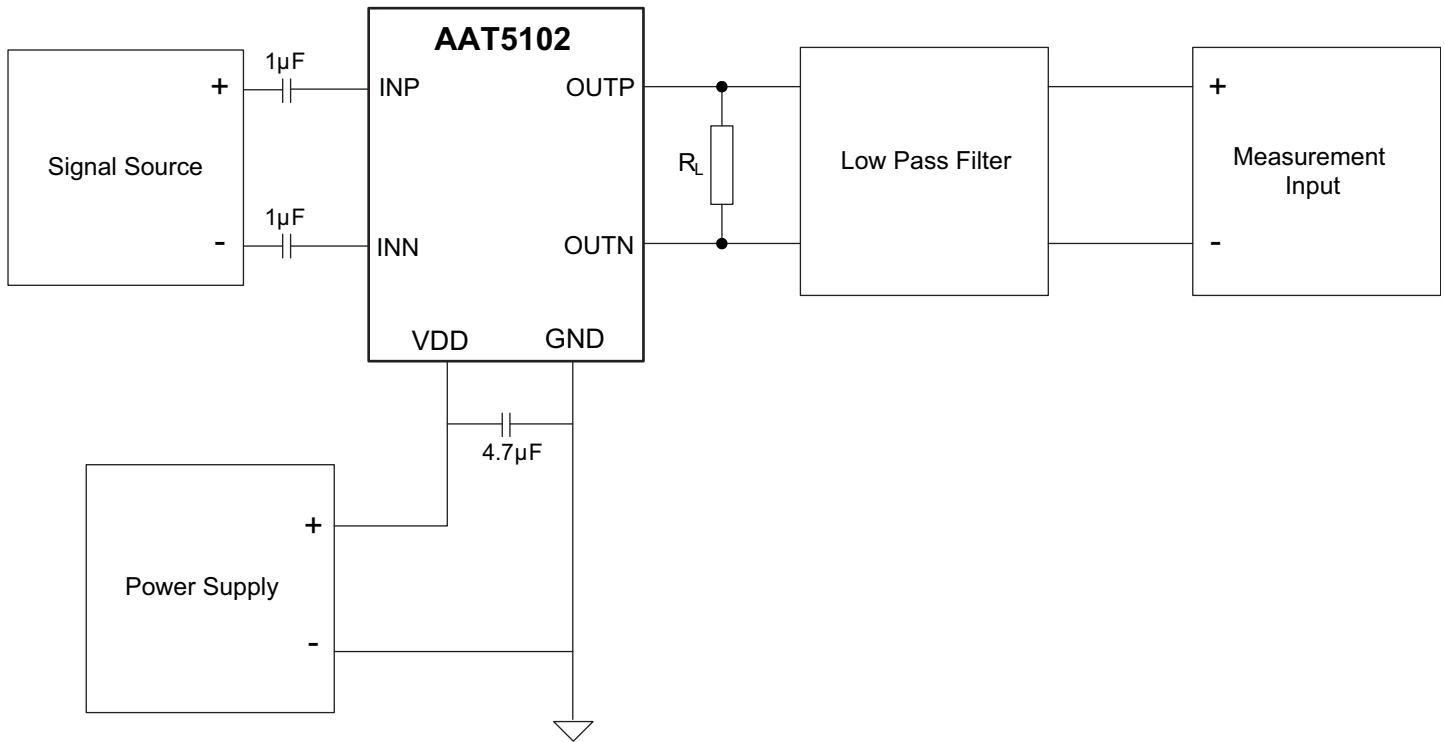 AAT5102
1µF
+
INP
OUTP
+
Signal Source
R_L
Low Pass Filter
Measurement
Input
1µF
-
INN
OUTN
-
VDD
GND
4.7µF
+
Power Supply
-